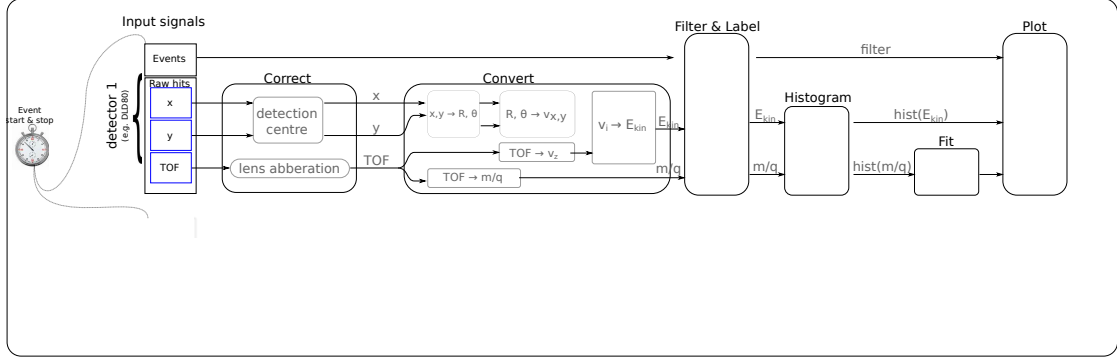 Input signals
Filter & Label
Plot
Events
filter
Correct
Convert
Raw hits
detector 1
(e.g. DLD80)
Event
start & stop
x
y
TOF
detection
centre
lens abberation
x
y
TOF
x,y → R, θ
R, θ → vx,y
TOF → vz
TOF → m/q
vi → Ekin
Ekin
m/q
Ekin
m/q
Histogram
hist(Ekin)
hist(m/q)
Fit